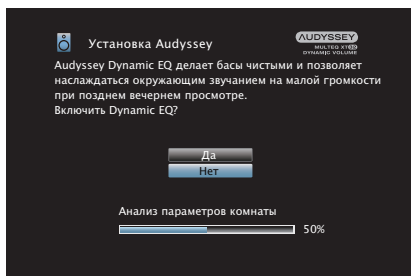 Установка Audyssey
AUDYSSEY
MULTEQ XT32
DYNAMIC VOLUME
Audyssey Dynamic EQ делает басы чистыми и позволяет
наслаждаться окружающим звучанием на малой громкости
при позднем вечернем просмотре.
Включить Dynamic EQ?
Да
Нет
Анализ параметров комнаты
50%